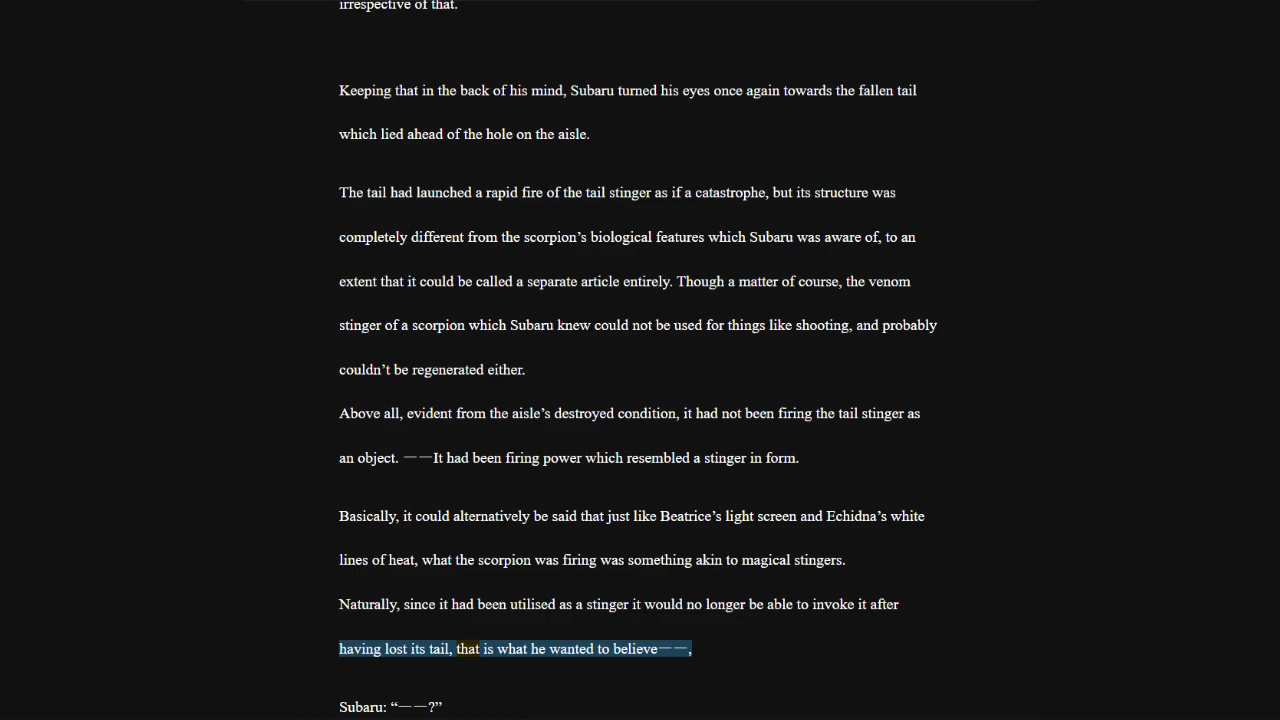 irrespective of that.
Keeping that in the back of his mind, Subaru turned his eyes once again towards the fallen tail
which lied ahead of the hole on the aisle.
The tail had launched a rapid fire of the tail stinger as if a catastrophe, but its structure was
completely different from the scorpion’s biological features which Subaru was aware of, to an
extent that it could be called a separate article entirely. Though a matter of course, the venom
stinger of a scorpion which Subaru knew could not be used for things like shooting, and probably
couldn’t be regenerated either.
Above all, evident from the aisle’s destroyed condition, it had not been firing the tail stinger as
an object. ――It had been firing power which resembled a stinger in form.
Basically, it could alternatively be said that just like Beatrice’s light screen and Echidna’s white
lines of heat, what the scorpion was firing was something akin to magical stingers.
Naturally, since it had been utilised as a stinger it would no longer be able to invoke it after
having lost its tail, that is what he wanted to believe――,
Subaru: “――?”